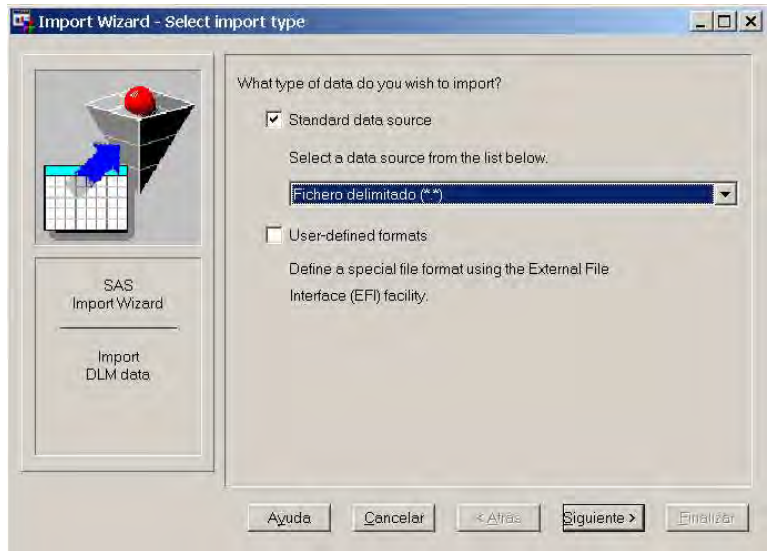 Import Wizard - Select import type
What type of data do you wish to import?
Standard data source
Select a data source from the list below.
Fichero delimitado (*.*)
User-defined formats
Define a special file format using the External File
Interface (EFI) facility.
SAS
Import Wizard
Import
DLM data
Ayuda
Cancelar
< Atrás
Siguiente >
Finalizar